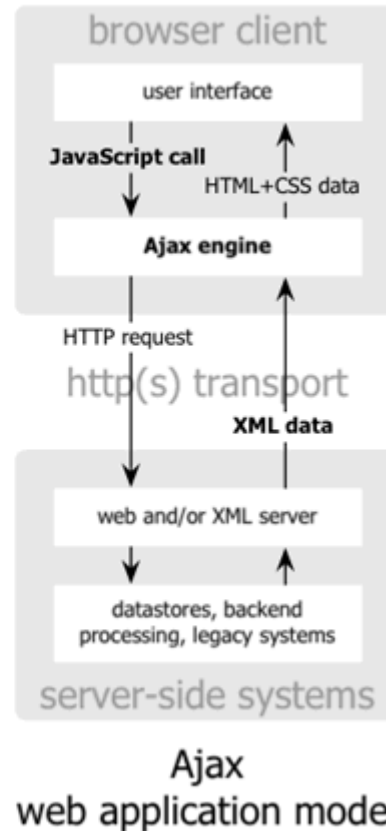 browser client
user interface
JavaScript call
HTML+CSS data
Ajax engine
HTTP request
http(s) transport
XML data
web and/or XML server
datastores, backend
processing, legacy systems
server-side systems
Ajax
web application mode